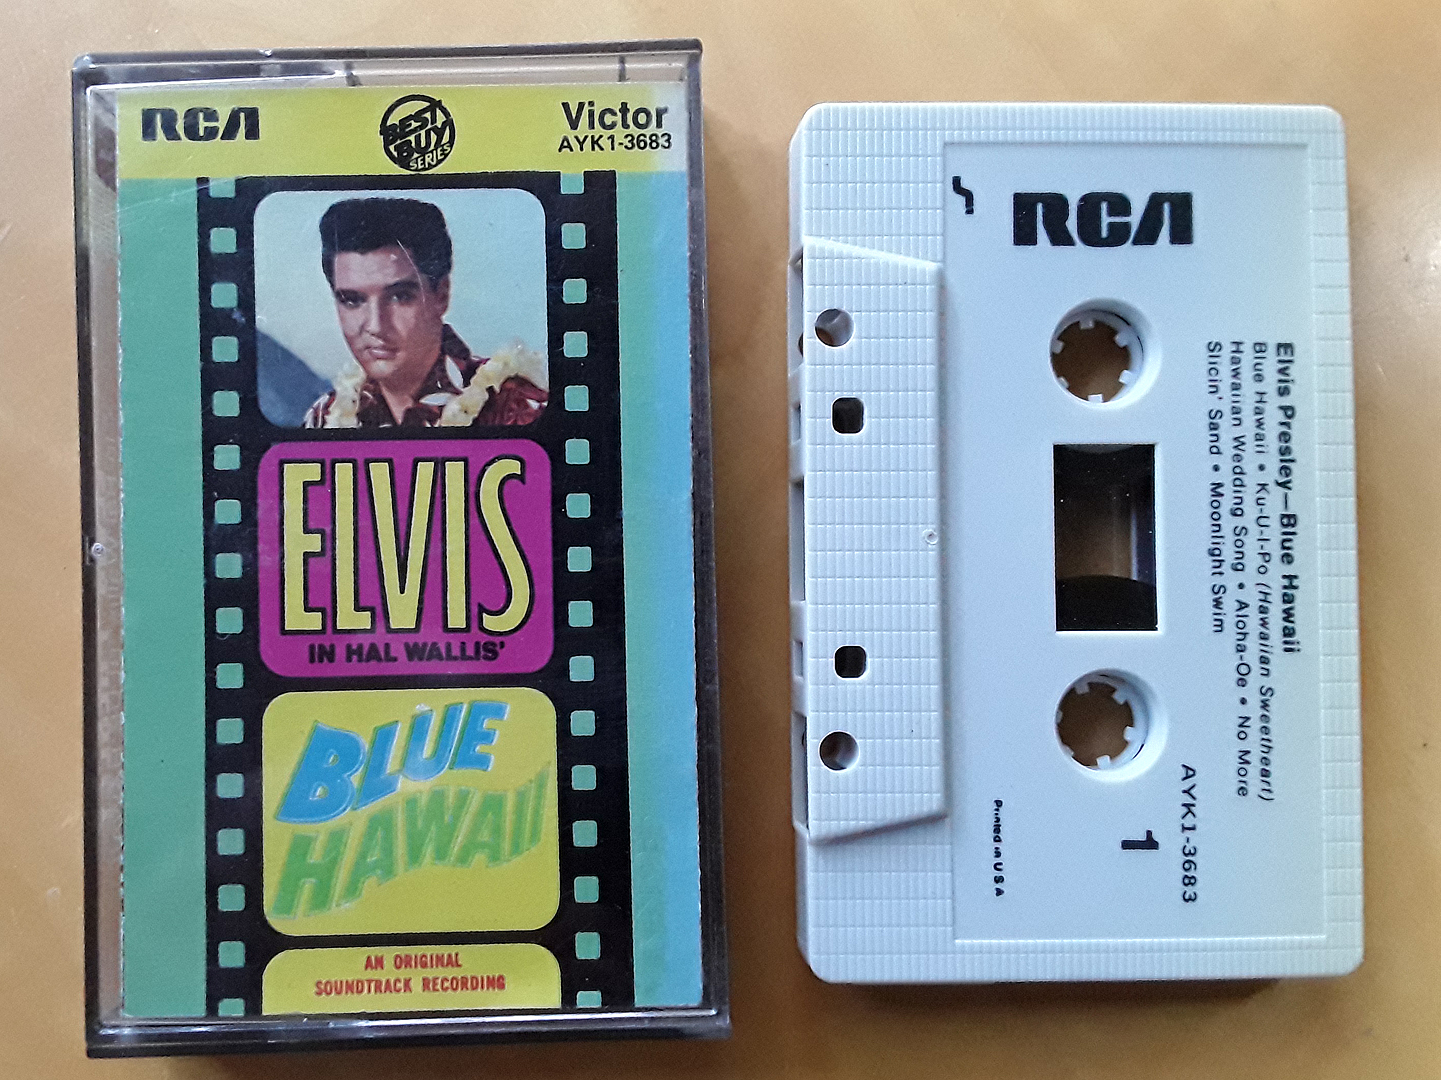 RCA
BEST
BUY
SERIES
Victor
AYK1-3683
ELVIS
IN HAL WALLIS'
BLUE
HAWAII
AN ORIGINAL
SOUNDTRACK RECORDING
RCA
Elvis Presley—Blue Hawaii
Blue Hawaii • Ku-U-I-Po (Hawaiian Sweetheart)
Hawaiian Wedding Song • Aloha-Oe • No More
Slicin' Sand • Moonlight Swim
AYK1-3683
1
Printed in USA